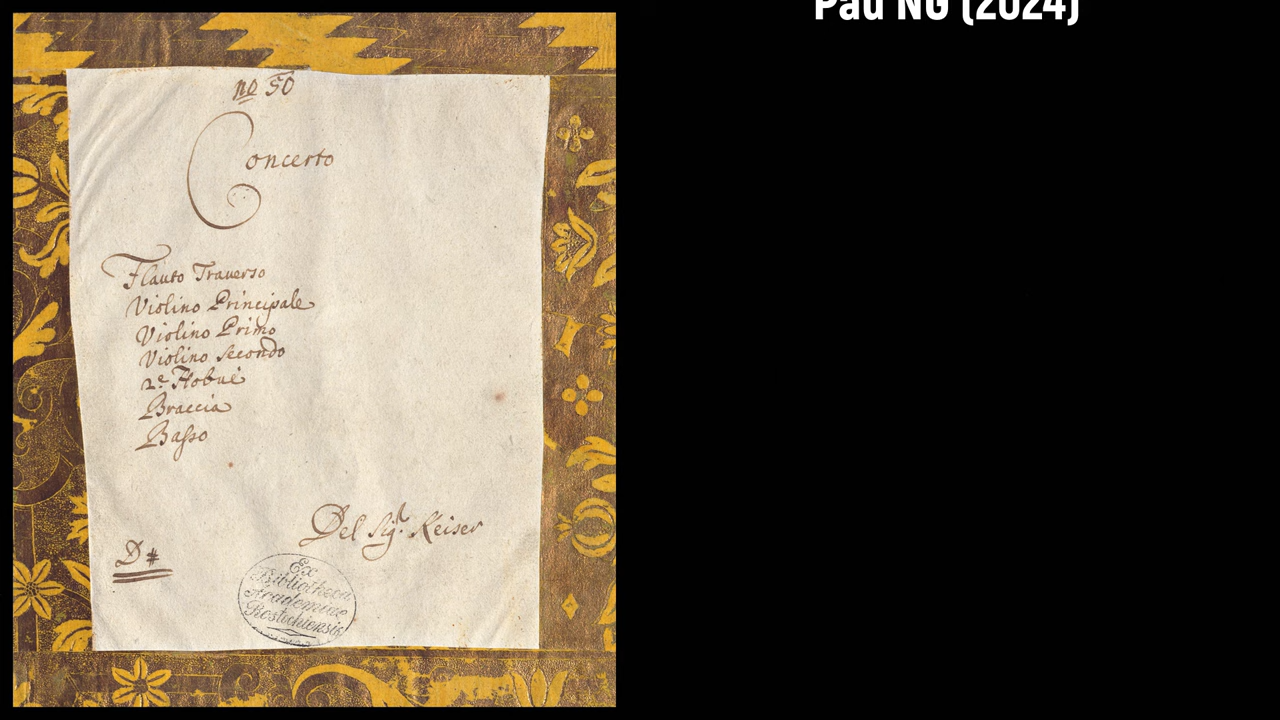 Pau NG (2024)
no 50
Concerto
Flauto Traverso
Violino Principale
Violino Primo
Violino Secondo
2e Hobué
Braccia
Basso
Del Sigr. Keiser
D#
Ex
Bibliotheca
Academiae
Rostochiensis